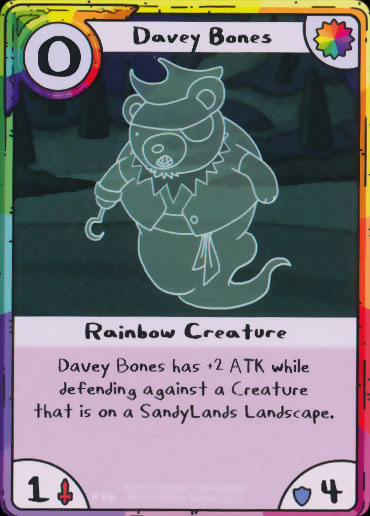 0
Davey Bones
Rainbow Creature
Davey Bones has +2 ATK while
defending against a Creature
that is on a SandyLands Landscape.
1
4